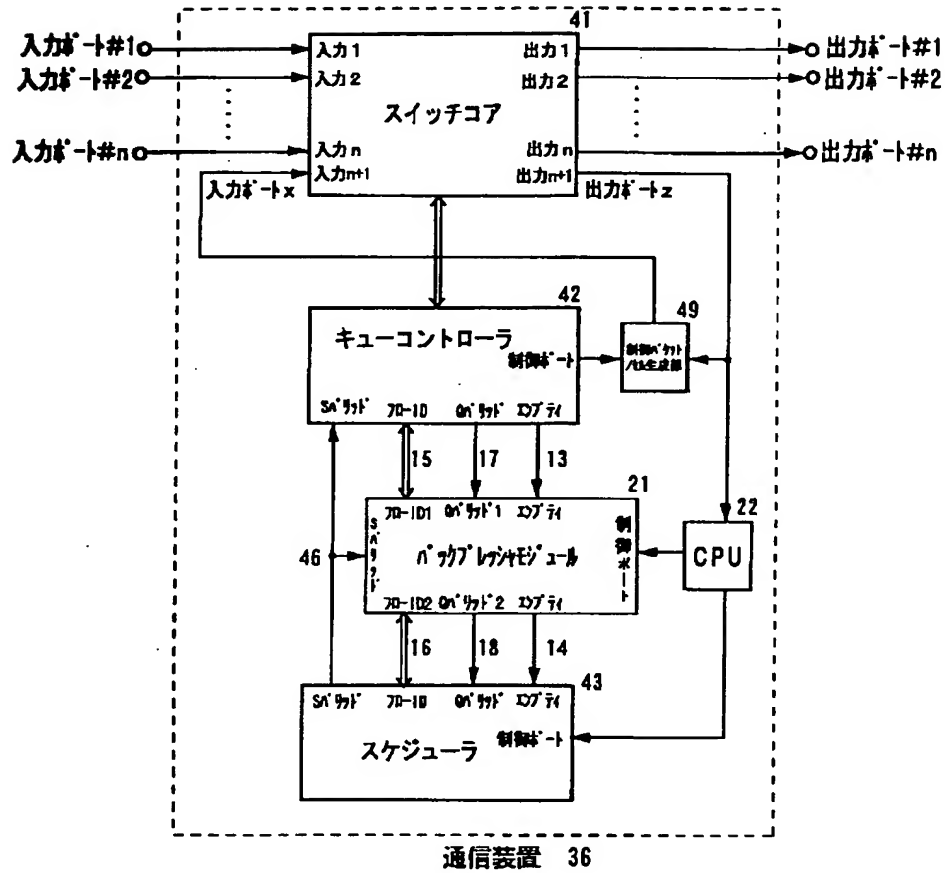 41
入力ポート#1 入力1 出力1 出力ポート#1
入力ポート#2 入力2 出力2 出力ポート#2
スイッチコア
入力ポート#n 入力n 出力n 出力ポート#n
入力n+1 出力n+1
入力ポートx 出力ポートz
42
キューコントローラ
制御ポート
49
制御パケット
/セル生成部
Sバリッド フローID Qバリッド エンプティ
15 17 13
21
22
フローID1 Qバリッド1 エンプティ
Sバリッド
バックプレッシャモジュール
制御ポート
CPU
46
フローID2 Qバリッド2 エンプティ
16 18 14
43
Sバリッド フローID Qバリッド エンプティ
制御ポート
スケジューラ
通信装置 36